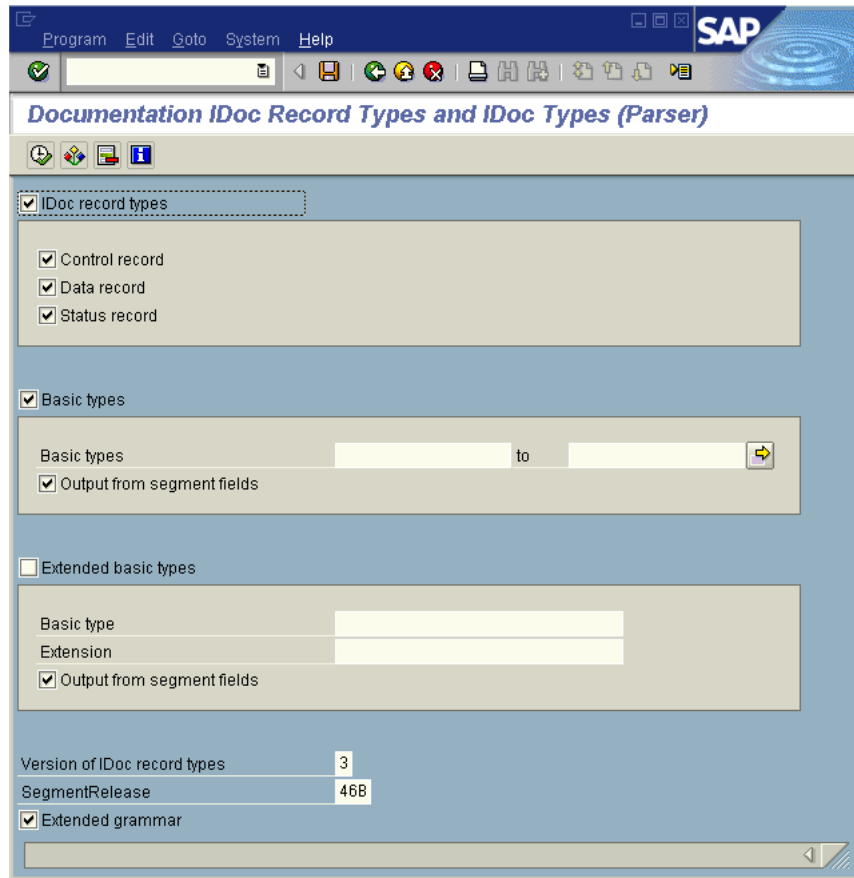 Program Edit Goto System Help
SAP
Documentation IDoc Record Types and IDoc Types (Parser)
IDoc record types
Control record
Data record
Status record
Basic types
Basic types to
Output from segment fields
Extended basic types
Basic type
Extension
Output from segment fields
Version of IDoc record types 3
SegmentRelease 46B
Extended grammar